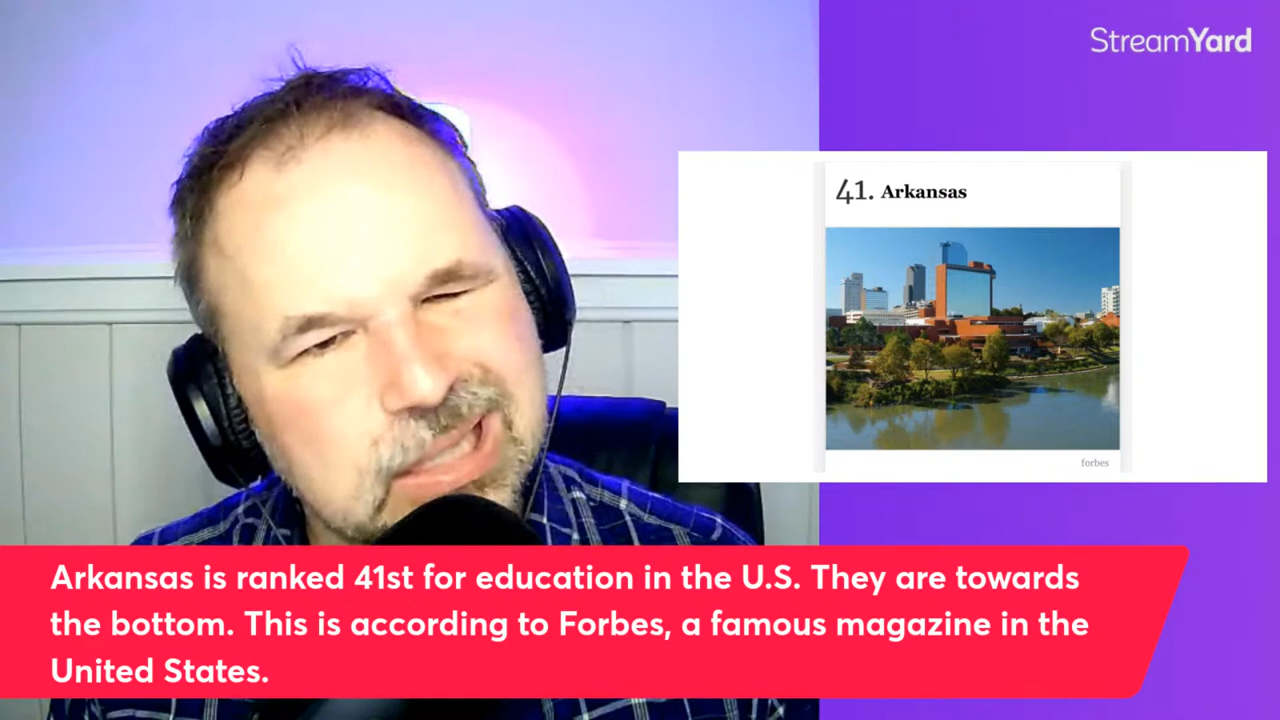 StreamYard
41. Arkansas
forbes
Arkansas is ranked 41st for education in the U.S. They are towards
the bottom. This is according to Forbes, a famous magazine in the
United States.